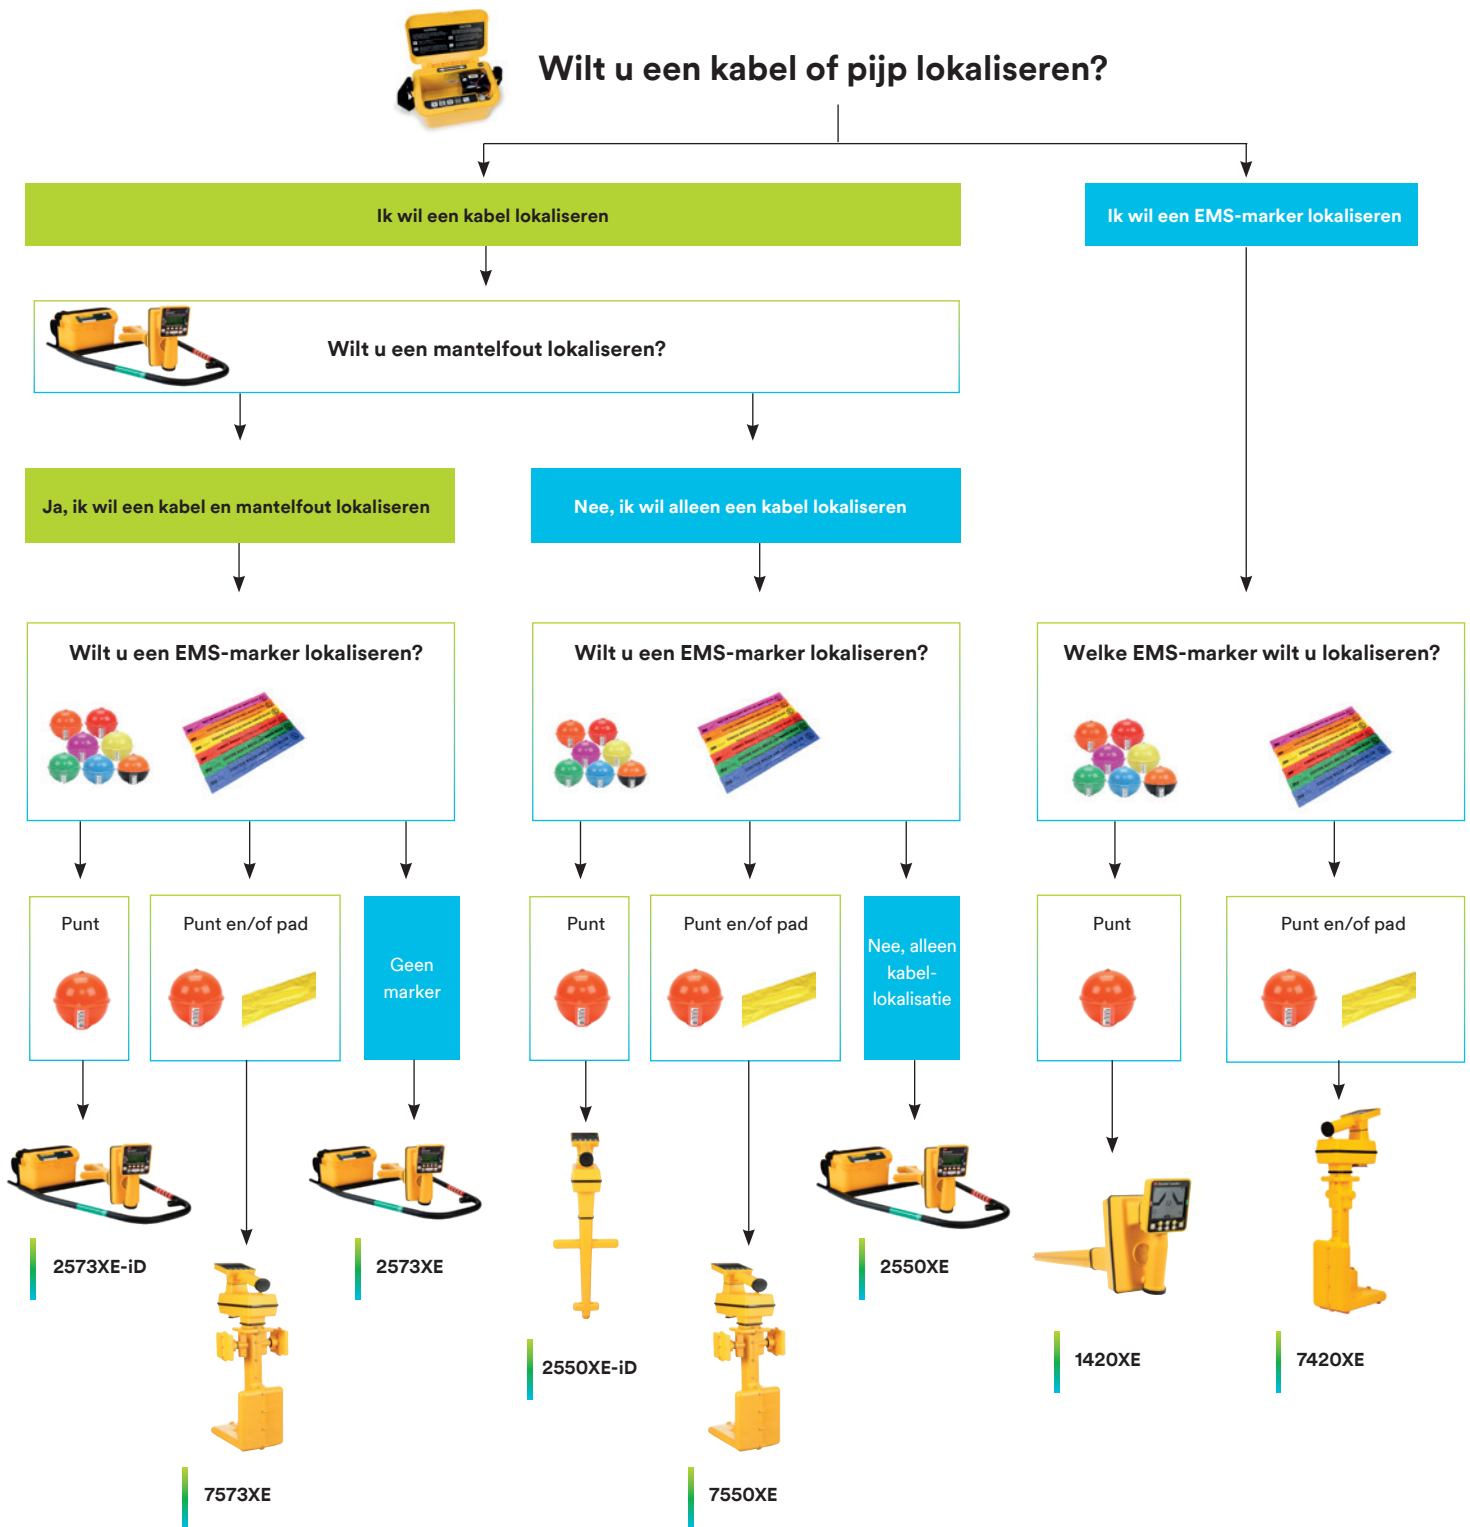 Wilt u een kabel of pijp lokaliseren?
Ik wil een kabel lokaliseren
Ik wil een EMS-marker lokaliseren
Wilt u een mantelfout lokaliseren?
Ja, ik wil een kabel en mantelfout lokaliseren
Nee, ik wil alleen een kabel lokaliseren
Wilt u een EMS-marker lokaliseren?
Wilt u een EMS-marker lokaliseren?
Welke EMS-marker wilt u lokaliseren?
Punt
Punt en/of pad
Geen
marker
Punt
Punt en/of pad
Nee, alleen
kabel-
lokalisatie
Punt
Punt en/of pad
2573XE-iD
2573XE
2550XE
2550XE-iD
1420XE
7420XE
7573XE
7550XE